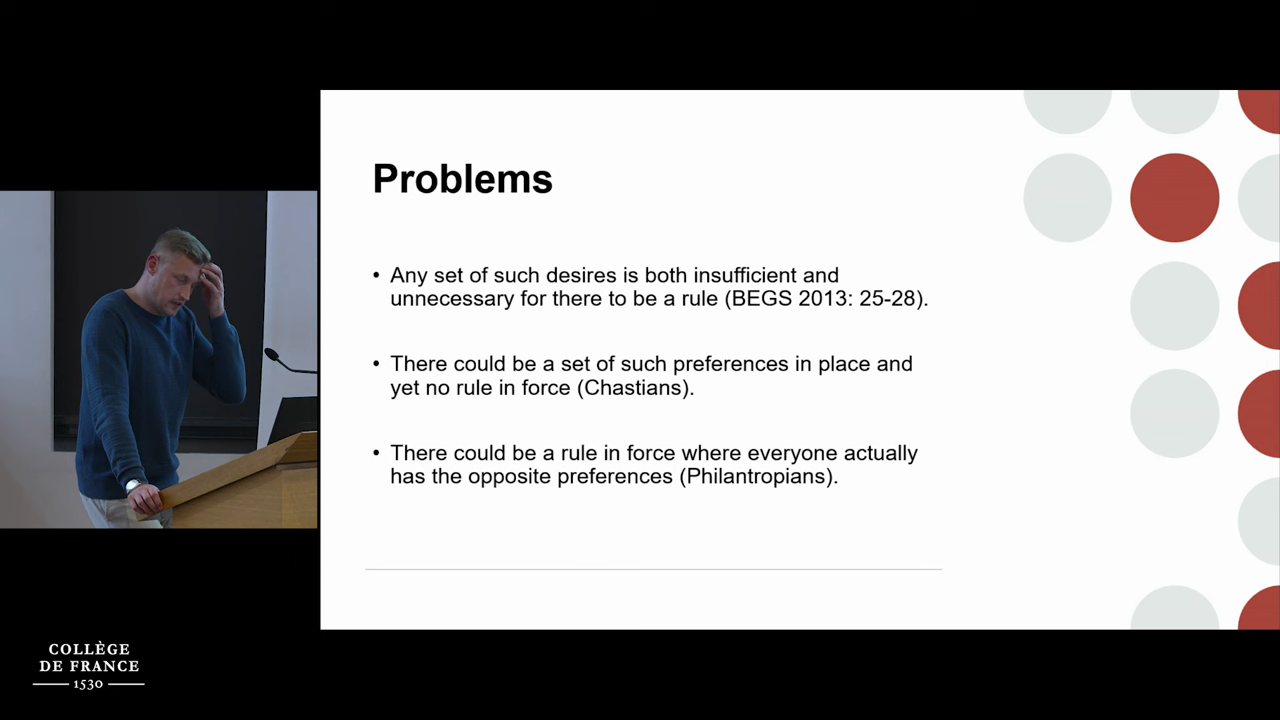 Problems
• Any set of such desires is both insufficient and
unnecessary for there to be a rule (BEGS 2013: 25-28).
• There could be a set of such preferences in place and
yet no rule in force (Chastians).
• There could be a rule in force where everyone actually
has the opposite preferences (Philantropians).
COLLÈGE
DE FRANCE
1530